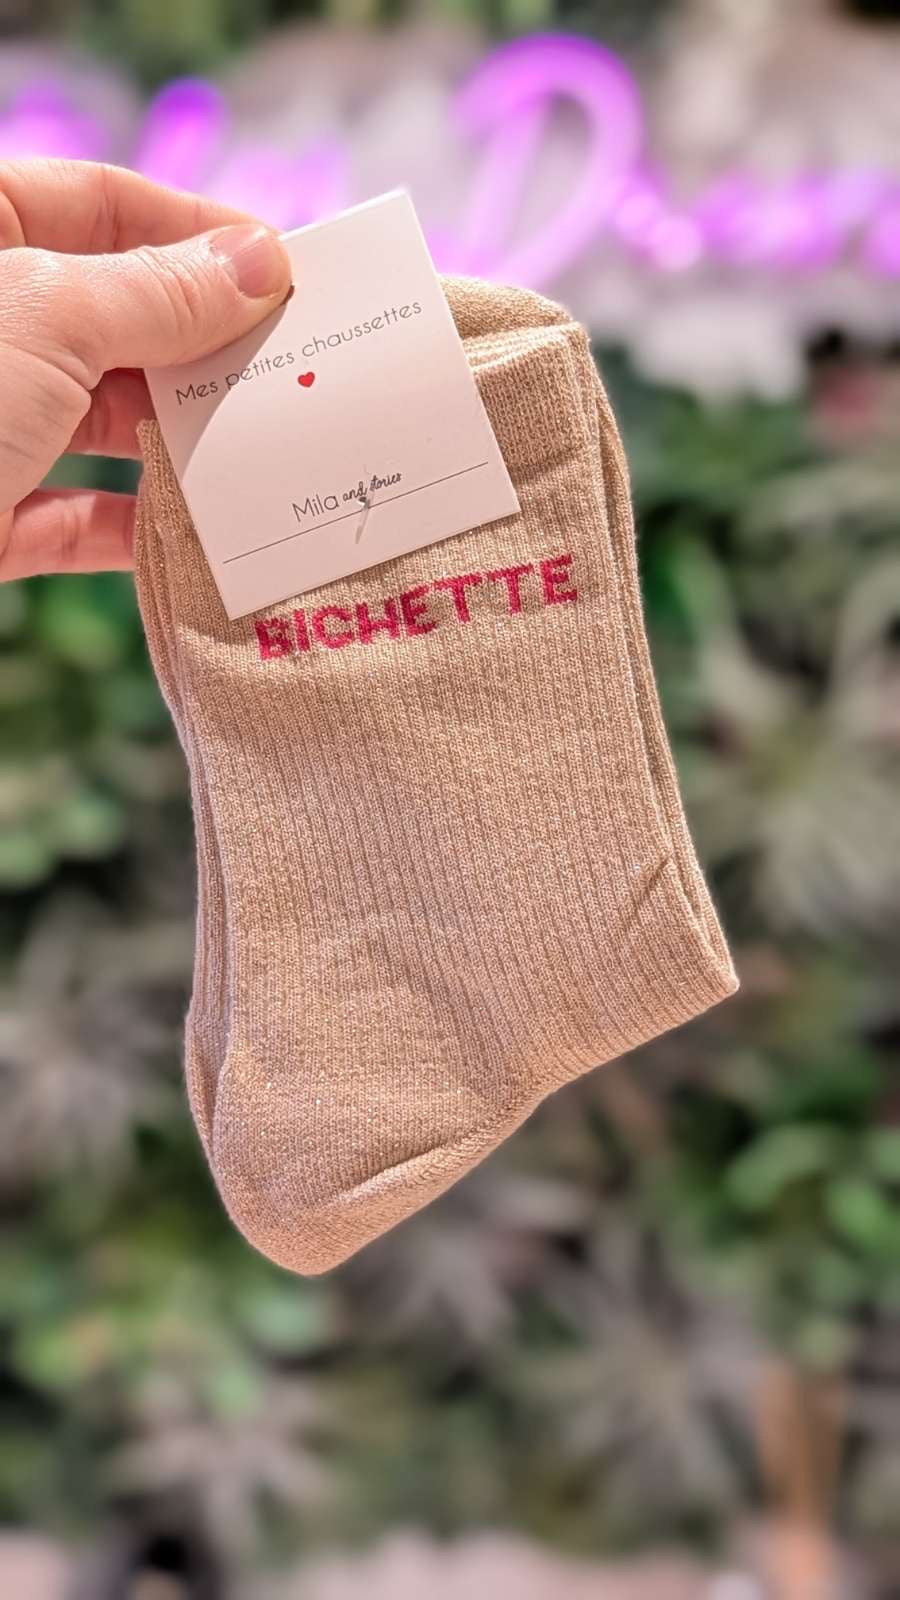 Mes petites chaussettes
Mila and stories
BICHETTE